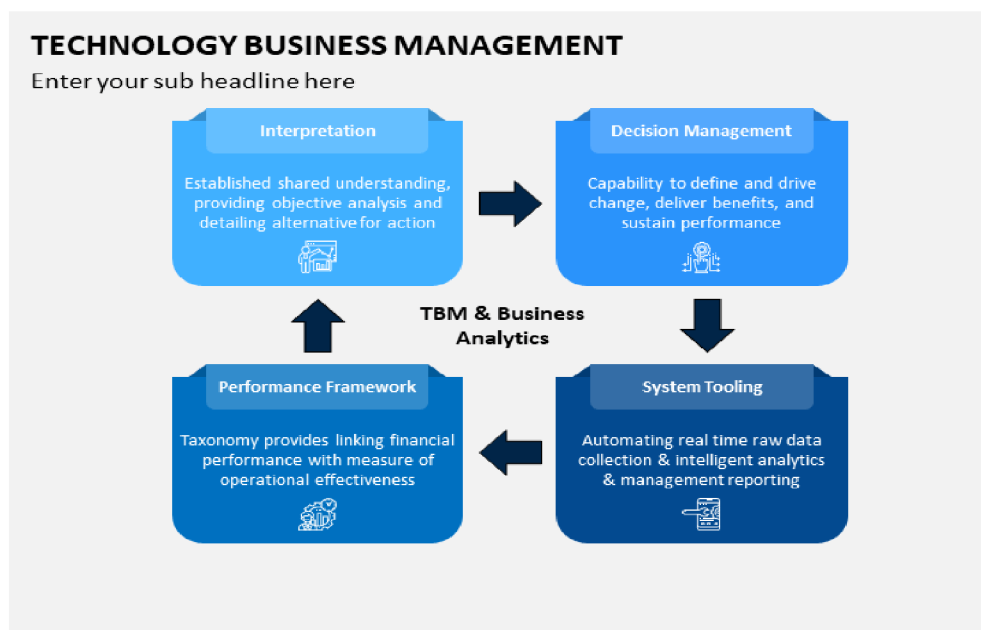 TECHNOLOGY BUSINESS MANAGEMENT
Enter your sub headline here
Interpretation
Established shared understanding,
providing objective analysis and
detailing alternative for action
Decision Management
Capability to define and drive
change, deliver benefits, and
sustain performance
TBM & Business
Analytics
Performance Framework
Taxonomy provides linking financial
performance with measure of
operational effectiveness
System Tooling
Automating real time raw data
collection & intelligent analytics
& management reporting